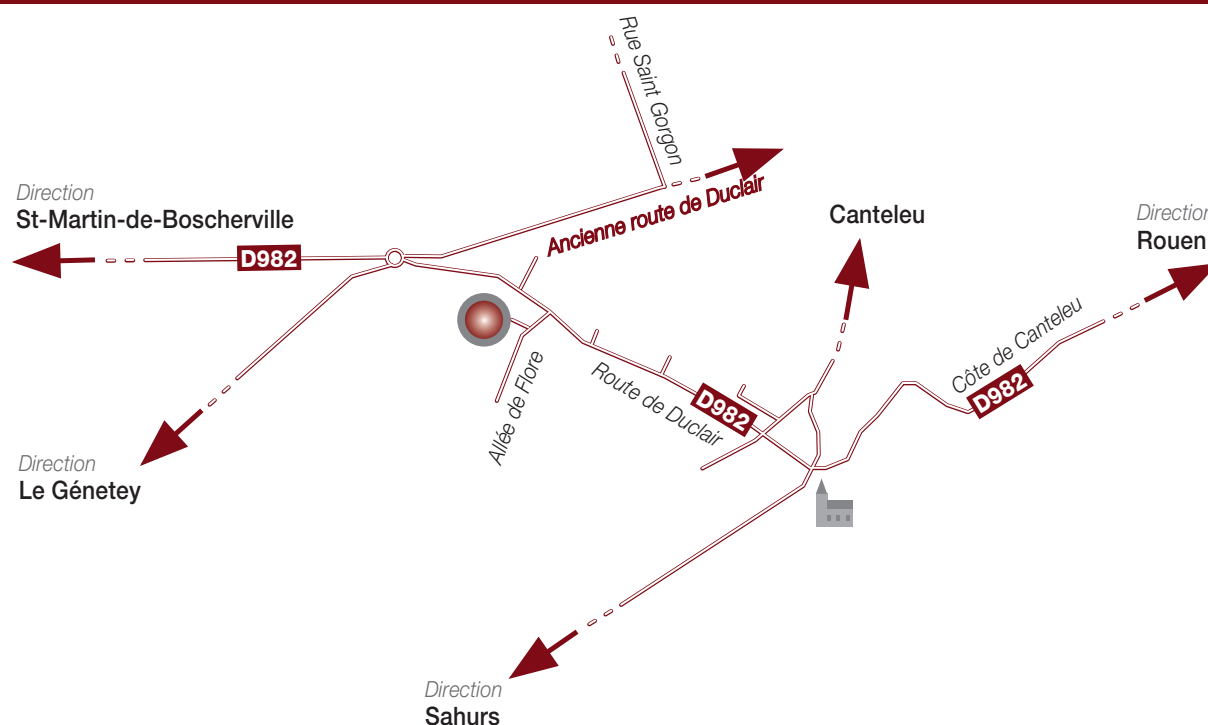 Rue Saint Gorgon
Direction
St-Martin-de-Boscherville
D982
Ancienne route de Duclair
Canteleu
Direction
Rouen
Côte de Canteleu
D982
Allée de Flore
Route de Duclair
D982
Direction
Le Génetey
Direction
Sahurs